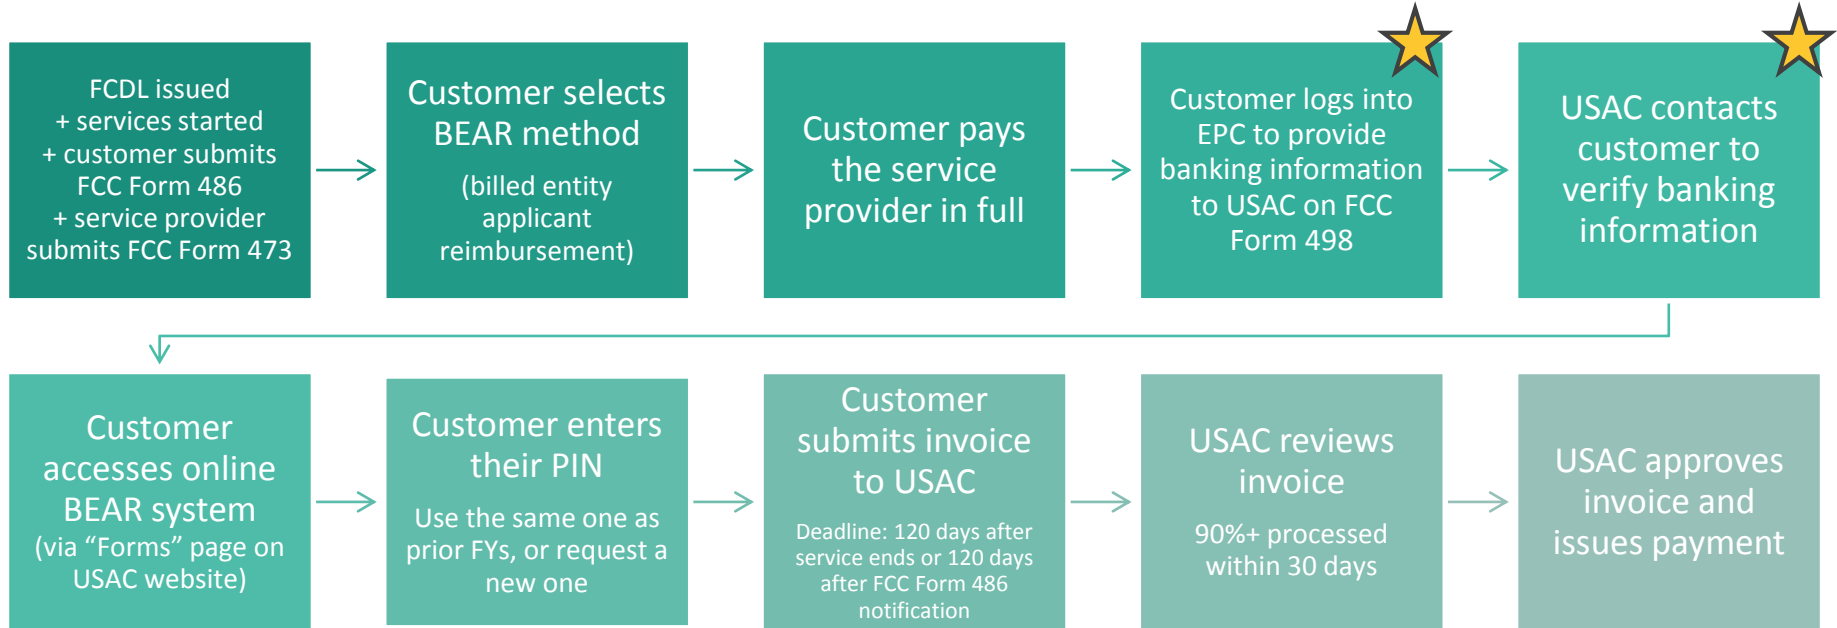 FCDL issued
+ services started
+ customer submits
FCC Form 486
+ service provider
submits FCC Form 473
Customer selects
BEAR method
(billed entity
applicant
reimbursement)
Customer pays
the service
provider in full
Customer logs into
EPC to provide
banking information
to USAC on FCC
Form 498
USAC contacts
customer to
verify banking
information
Customer
accesses online
BEAR system
(via “Forms” page on
USAC website)
Customer enters
their PIN
Use the same one as
prior FYs, or request a
new one
Customer
submits invoice
to USAC
Deadline: 120 days after
service ends or 120 days
after FCC Form 486
notification
USAC reviews
invoice
90%+ processed
within 30 days
USAC approves
invoice and
issues payment